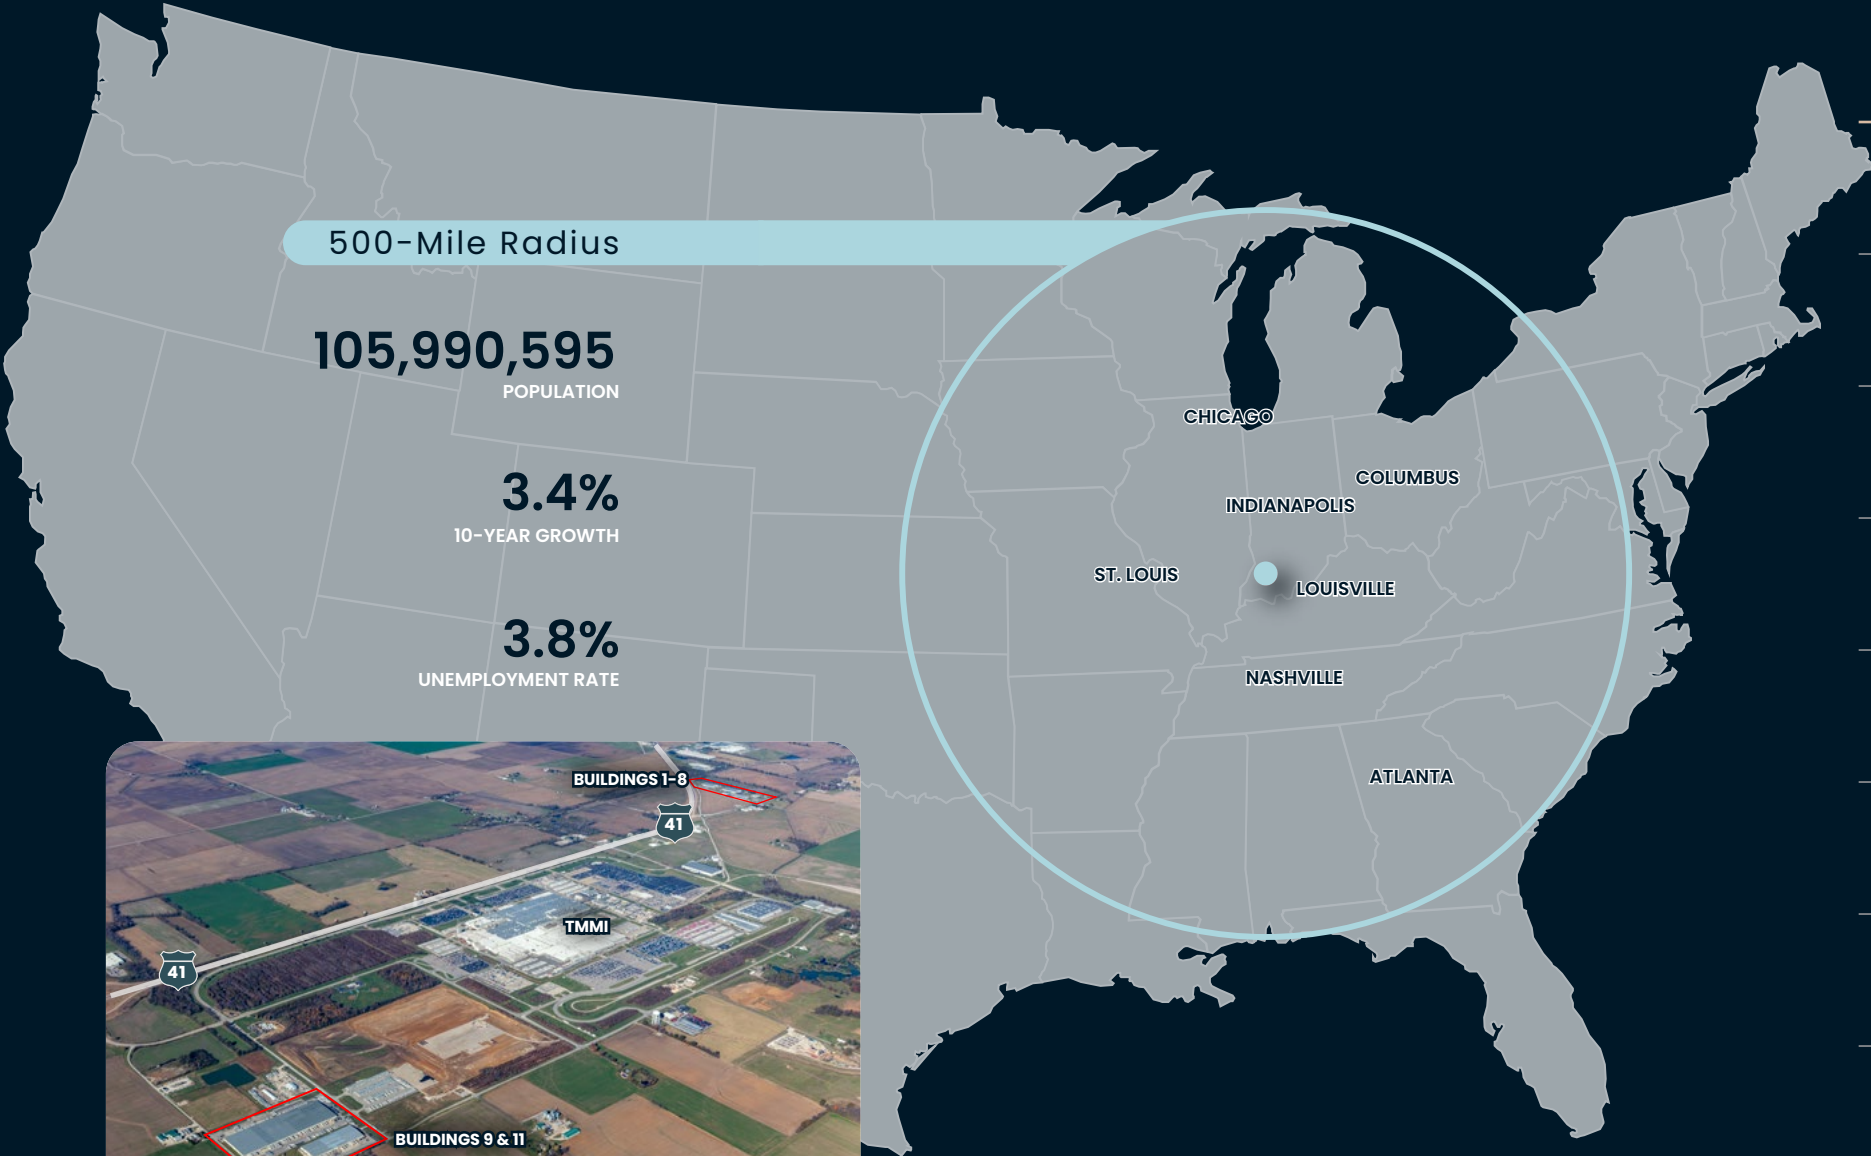 500-Mile Radius
105,990,595
POPULATION
3.4%
10-YEAR GROWTH
3.8%
UNEMPLOYMENT RATE
CHICAGO
COLUMBUS
INDIANAPOLIS
ST. LOUIS
LOUISVILLE
NASHVILLE
ATLANTA
BUILDINGS 1-8
41
TMMI
41
BUILDINGS 9 & 11